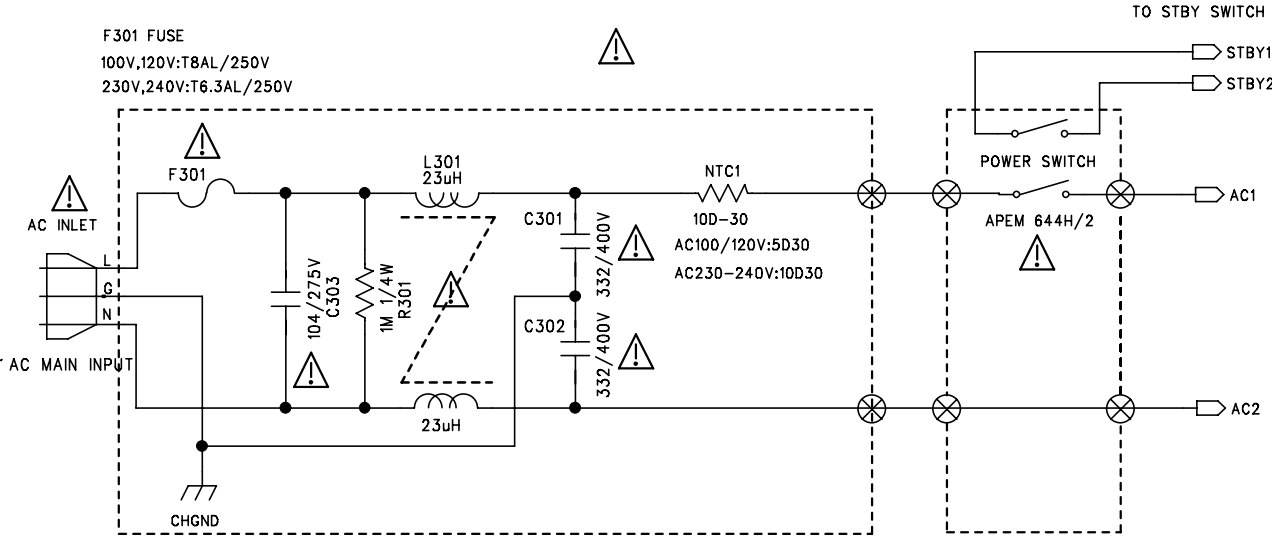 TO STBY SWITCH
STBY1
STBY2
F301 FUSE
100V,120V:T8AL/250V
230V,240V:T6.3AL/250V
POWER SWITCH
F301
L301
23uH
NTC1
10D-30
AC100/120V:5D30
AC230-240V:10D30
APEM 644H/2
AC1
AC INLET
L
G
N
AC MAIN INPUT
104/275V
C303
1M 1/4W
R301
C301
332/400V
C302
332/400V
23uH
AC2
CHGND